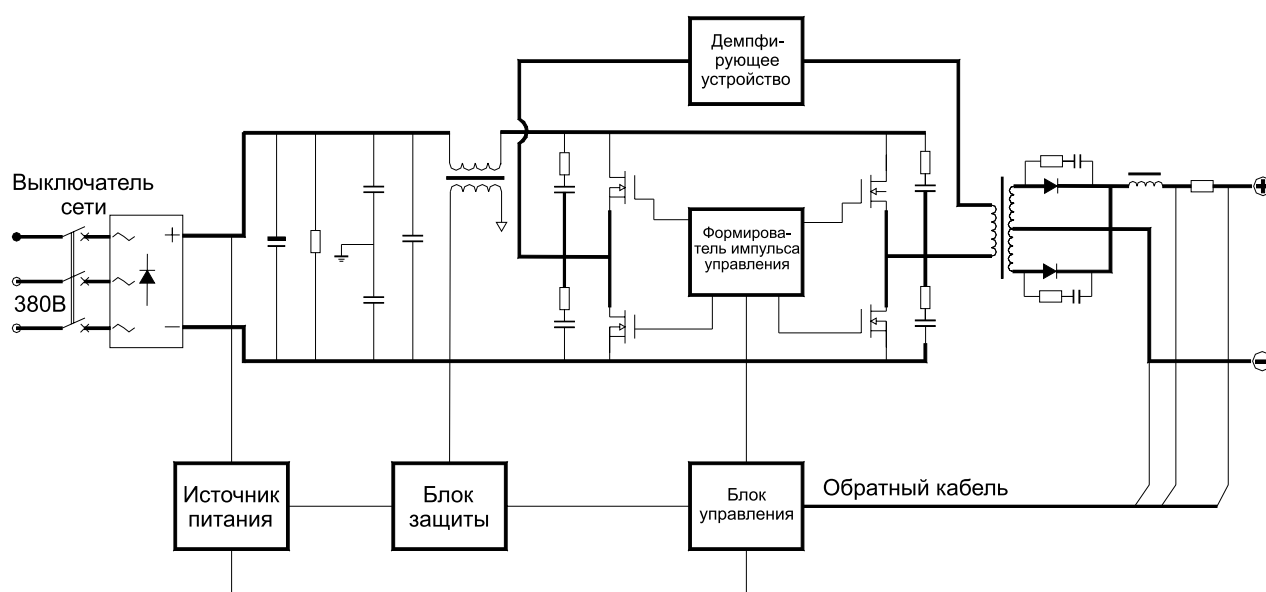 Демпфи-
рующее
устройство
Выключатель
сети
+
Формирова-
тель импульса
управления
380В
−
+
−
Источник
питания
Блок
защиты
Блок
управления
Обратный кабель